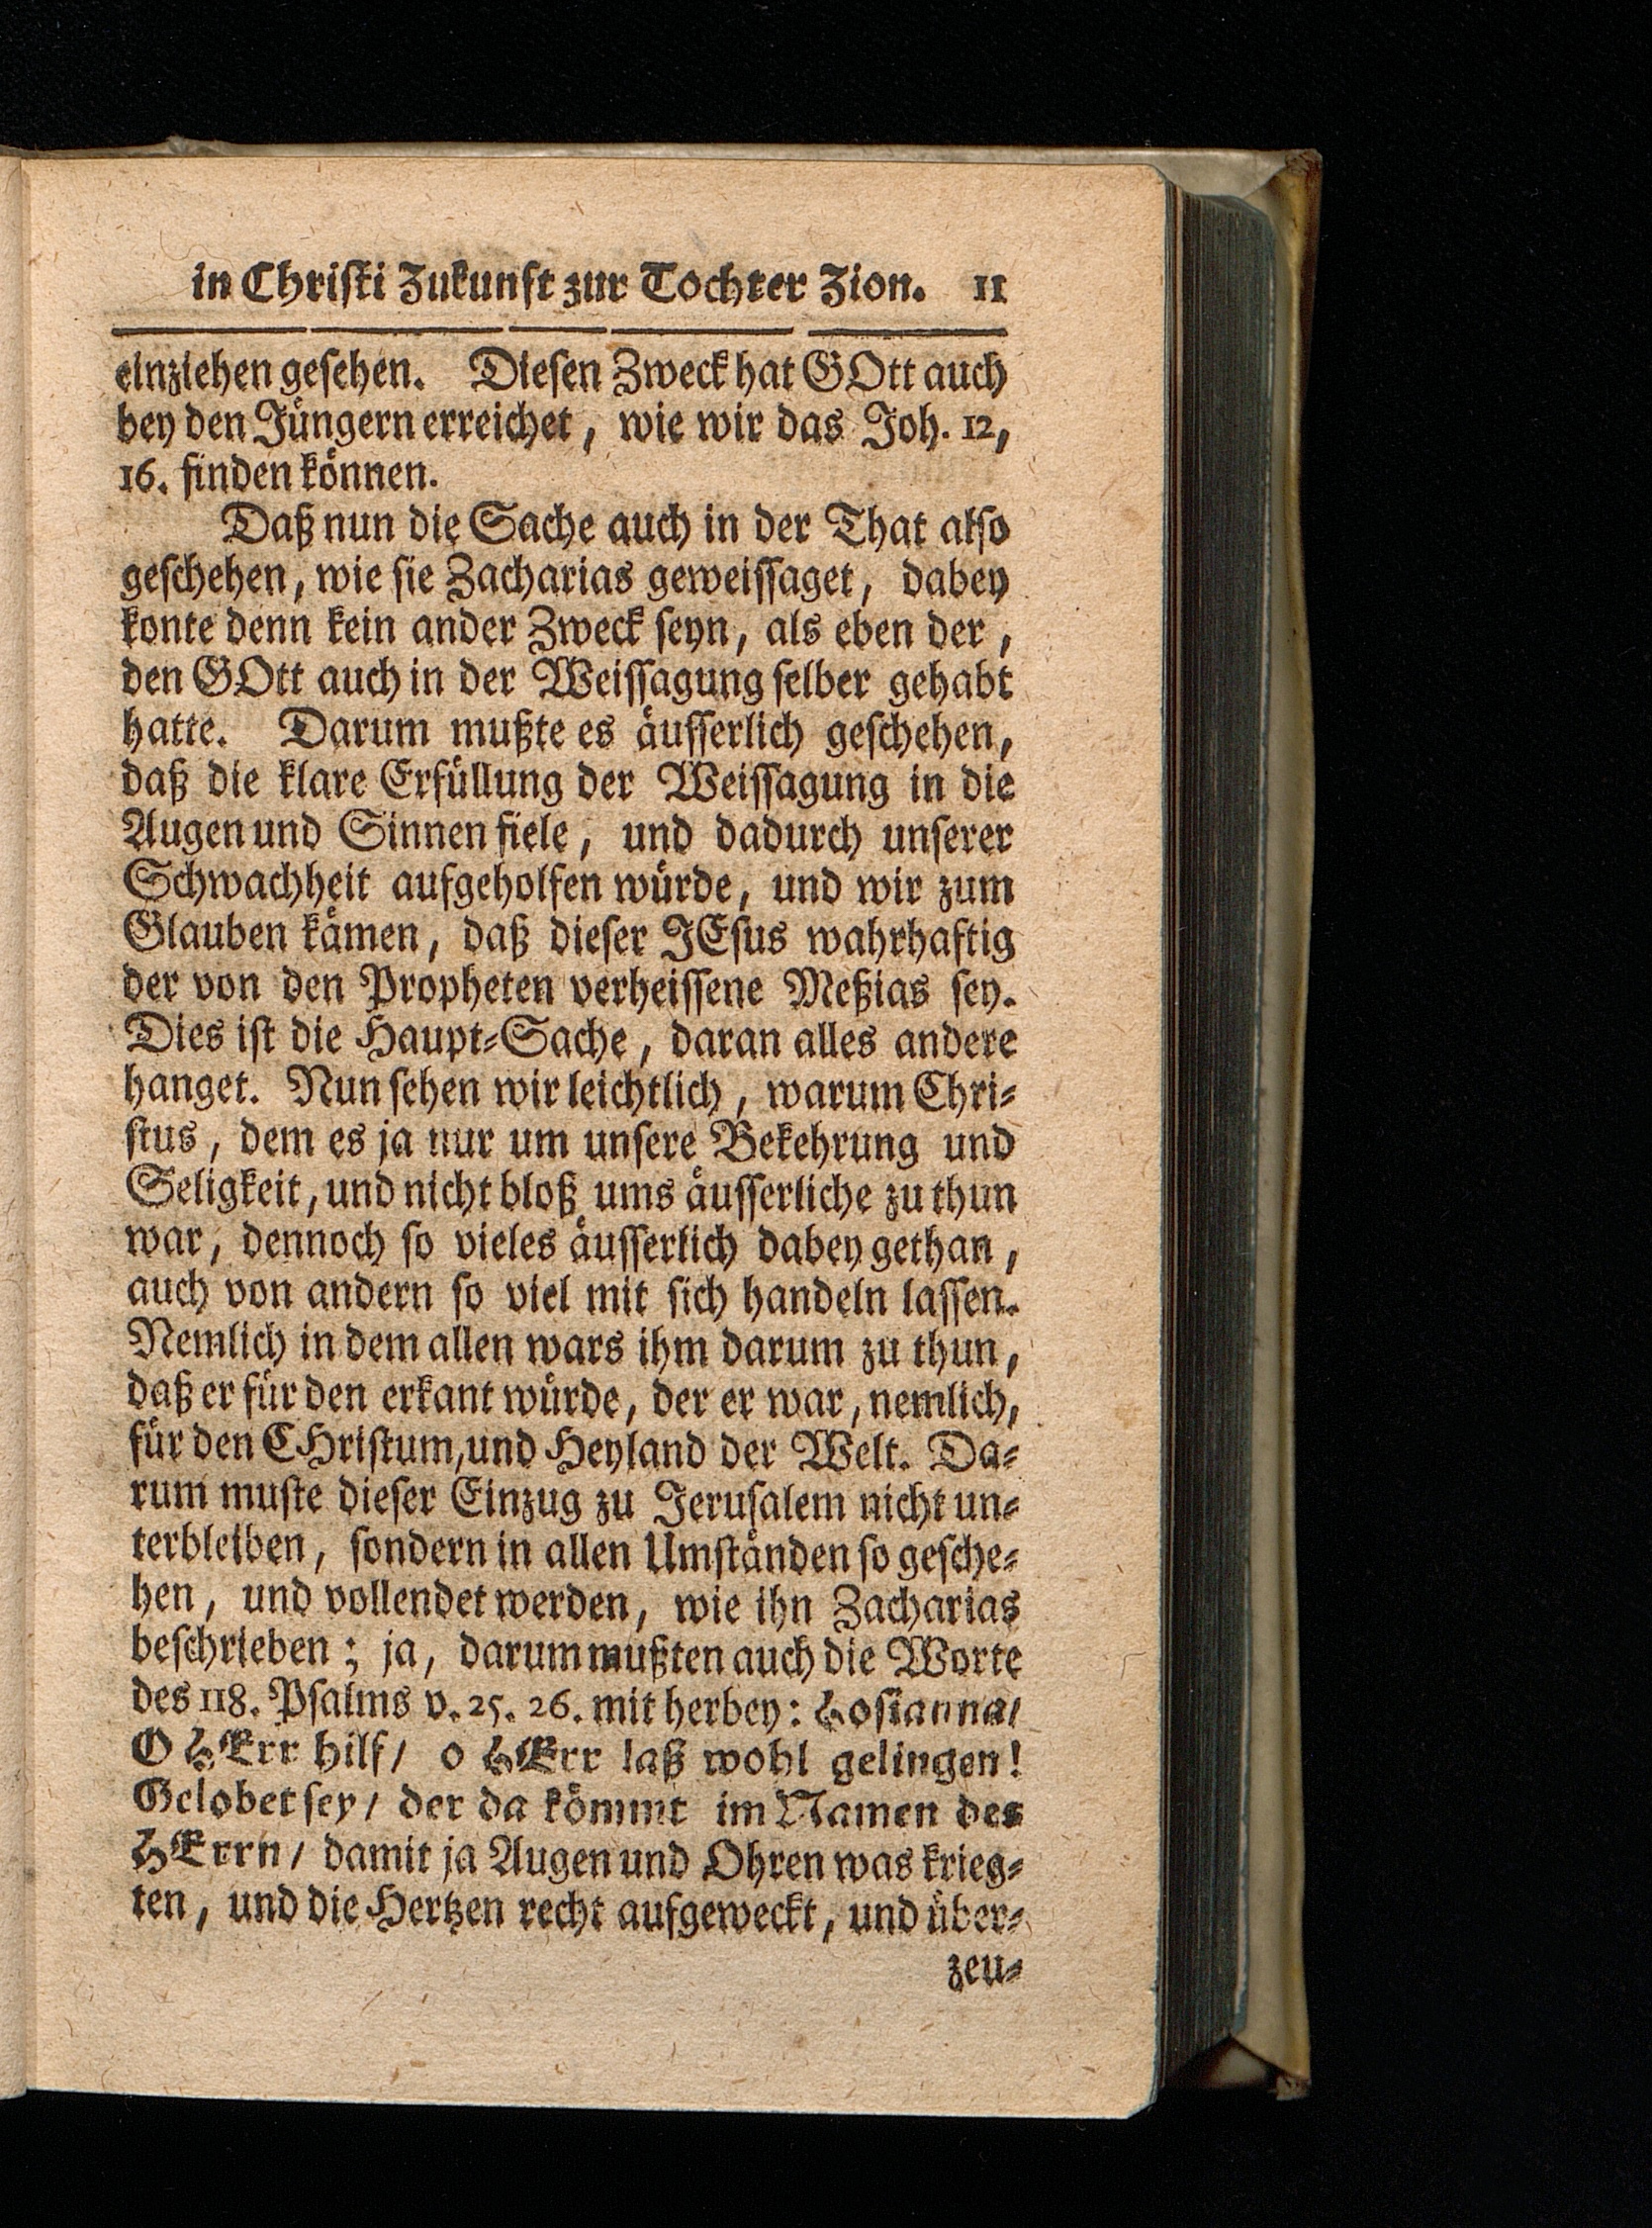 in Christi Zukunft zur Tochter Zion. 11
einziehen gesehen. Diesen Zweck hat GOtt auch
bey den Jüngern erreichet, wie wir das Joh. 12,
16. finden können.
Daß nun die Sache auch in der That also
geschehen, wie sie Zacharias geweissaget, dabey
konte denn kein ander Zweck seyn, als eben der,
den GOtt auch in der Weissagung selber gehabt
hatte. Darum mußte es äusserlich geschehen,
daß die klare Erfüllung der Weissagung in die
Augen und Sinnen fiele, und dadurch unserer
Schwachheit aufgeholfen würde, und wir zum
Glauben kämen, daß dieser JEsus wahrhaftig
der von den Propheten verheissene Meßias sey.
Dies ist die Haupt-Sache, daran alles andere
hanget. Nun sehen wir leichtlich, warum Chri-
stus, dem es ja nur um unsere Bekehrung und
Seligkeit, und nicht bloß ums äusserliche zu thun
war, dennoch so vieles äusserlich dabey gethan,
auch von andern so viel mit sich handeln lassen.
Nemlich in dem allen wars ihm darum zu thun,
daß er für den erkant würde, der er war, nemlich,
für den CHristum, und Heyland der Welt. Da-
rum muste dieser Einzug zu Jerusalem nicht un-
terbleiben, sondern in allen Umständen so gesche-
hen, und vollendet werden, wie ihn Zacharias
beschrieben; ja, darum mußten auch die Worte
des 118. Psalms v. 25. 26. mit herbey: Hosianna/
O HErr hilf/ o HErr laß wohl gelingen!
Gelobet sey/ der da kömmt im Namen des
HErrn/ damit ja Augen und Ohren was krieg-
ten, und die Hertzen recht aufgeweckt, und über-
zeu-